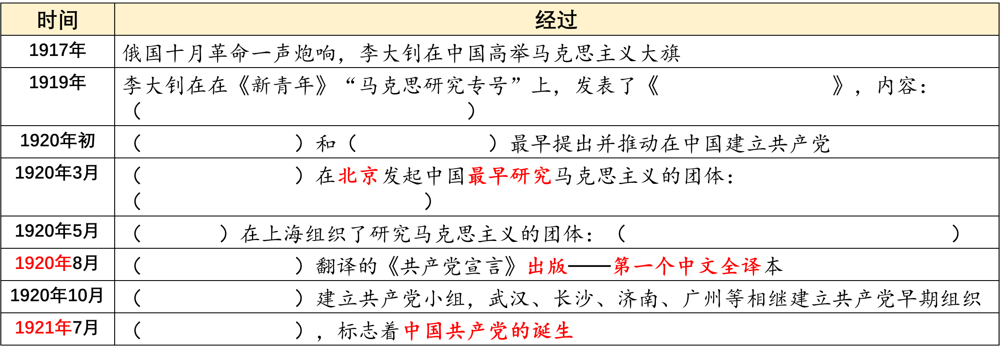 时间 经过
1917年 俄国十月革命一声炮响，李大钊在中国高举马克思主义大旗
1919年 李大钊在在《新青年》“马克思研究专号”上，发表了《 》，内容：
（ ）
1920年初 （ ）和（ ）最早提出并推动在中国建立共产党
1920年3月 （ ）在北京发起中国最早研究马克思主义的团体：
（ ）
1920年5月 （ ）在上海组织了研究马克思主义的团体：（ ）
1920年8月 （ ）翻译的《共产党宣言》出版——第一个中文全译本
1920年10月 （ ）建立共产党小组，武汉、长沙、济南、广州等相继建立共产党早期组织
1921年7月 （ ），标志着中国共产党的诞生